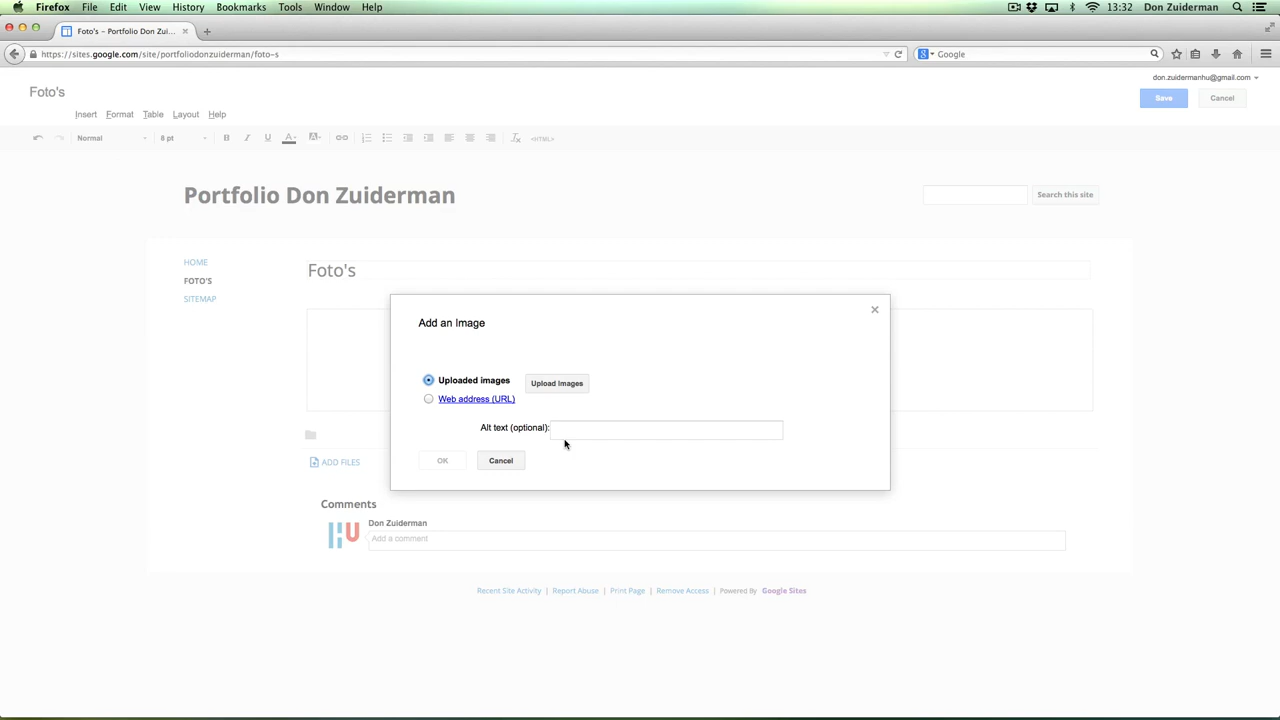 Firefox File Edit View History Bookmarks Tools Window Help 13:32 Don Zuiderman
Foto's - Portfolio Don Zui...
https://sites.google.com/site/portfoliodonzuiderman/foto-s Google
don.zuidermanhu@gmail.com
Foto's
Save Cancel
Insert Format Table Layout Help
Normal 8 pt B I U A A <HTML>
Portfolio Don Zuiderman
Search this site
HOME
FOTO'S
SITEMAP
Foto's
Add an Image
Uploaded images Upload Images
Web address (URL)
Alt text (optional):
OK Cancel
ADD FILES
Comments
HU
Don Zuiderman
Add a comment
Recent Site Activity | Report Abuse | Print Page | Remove Access | Powered By Google Sites